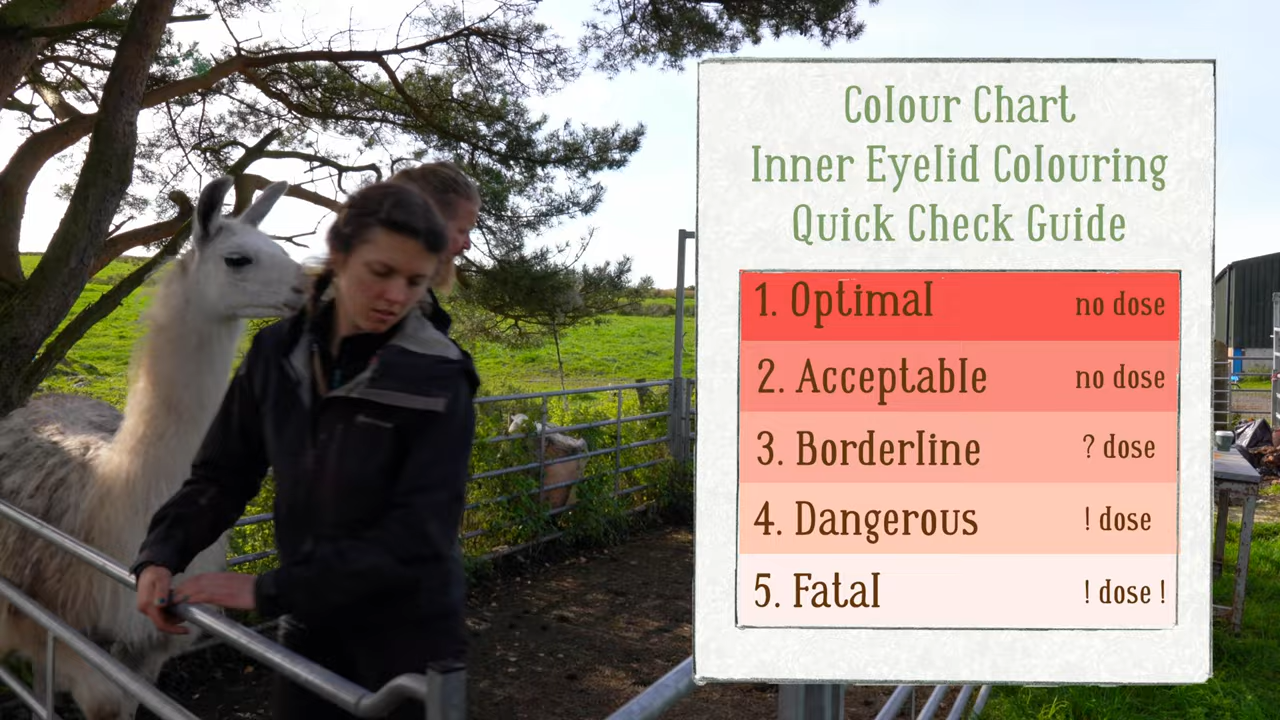 Colour Chart
Inner Eyelid Colouring
Quick Check Guide
1. Optimal no dose
2. Acceptable no dose
3. Borderline ? dose
4. Dangerous ! dose
5. Fatal ! dose !